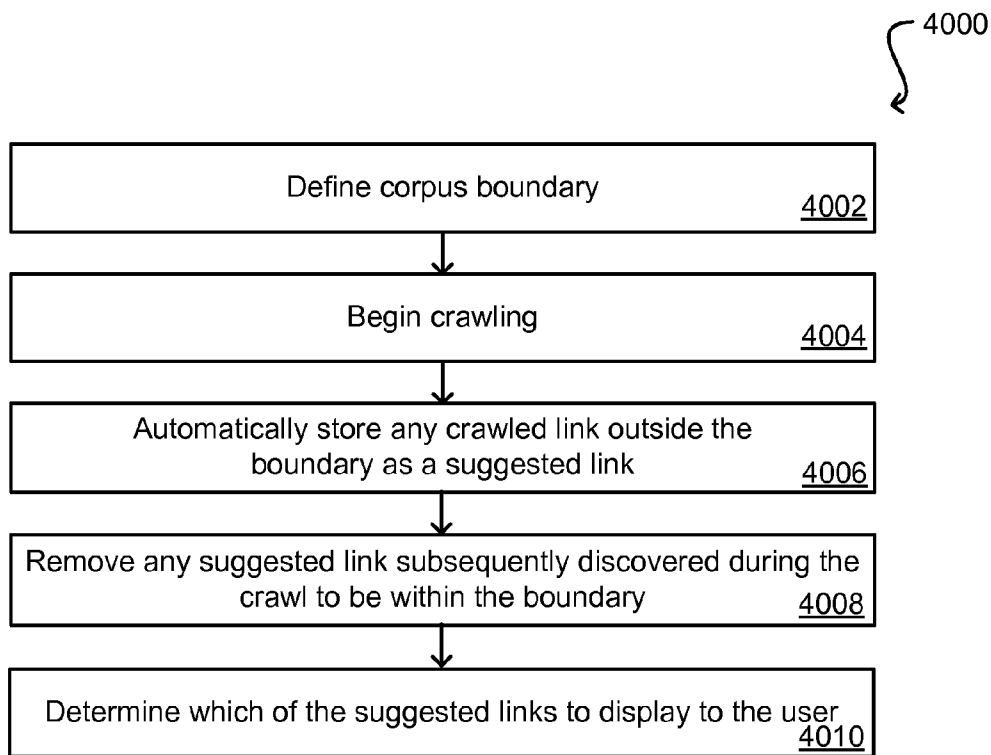 4000
Define corpus boundary
4002
Begin crawling
4004
Automatically store any crawled link outside the
boundary as a suggested link
4006
Remove any suggested link subsequently discovered during the
crawl to be within the boundary
4008
Determine which of the suggested links to display to the user
4010